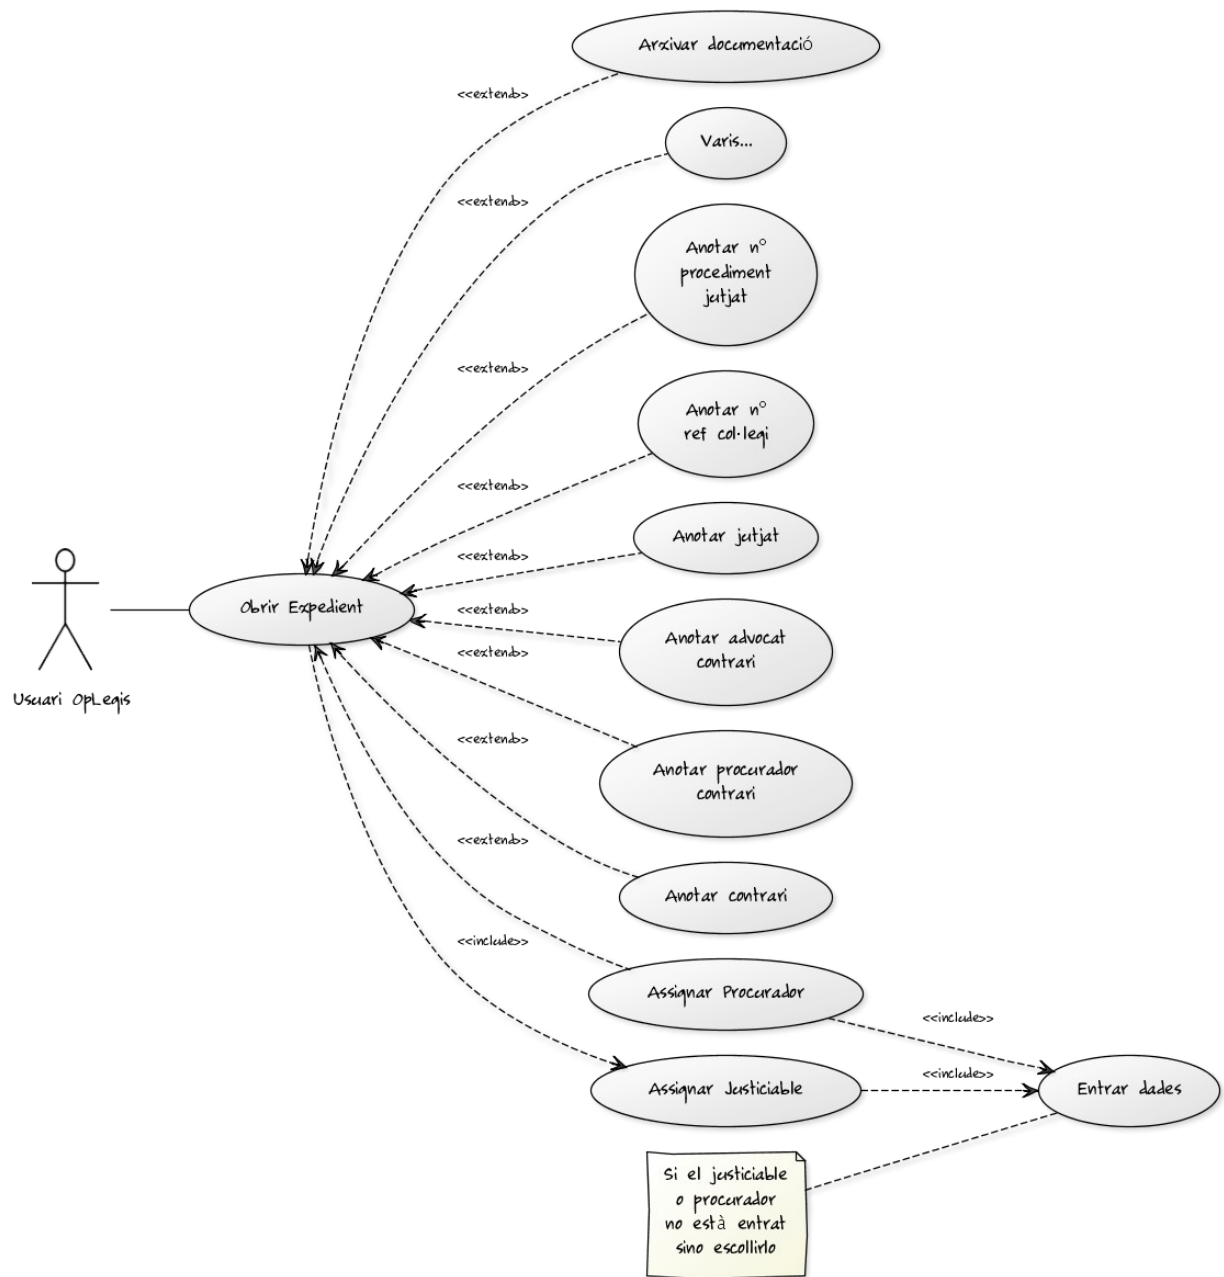 Arxivar documentació
<<extend>>
Varis...
<<extend>>
Anotar nº
procediment
jutjat
<<extend>>
Anotar nº
ref col·legi
<<extend>>
Anotar jutjat
<<extend>>
Obrir Expedient
<<extend>>
Anotar advocat
contrari
<<extend>>
Usuari OpLegis
<<extend>>
Anotar procurador
contrari
<<extend>>
Anotar contrari
<<include>>
Assignar Procurador
<<include>>
<<include>>
Assignar Justiciable
Entrar dades
Si el justiciable
o procurador
no està entrat
sino escollirlo